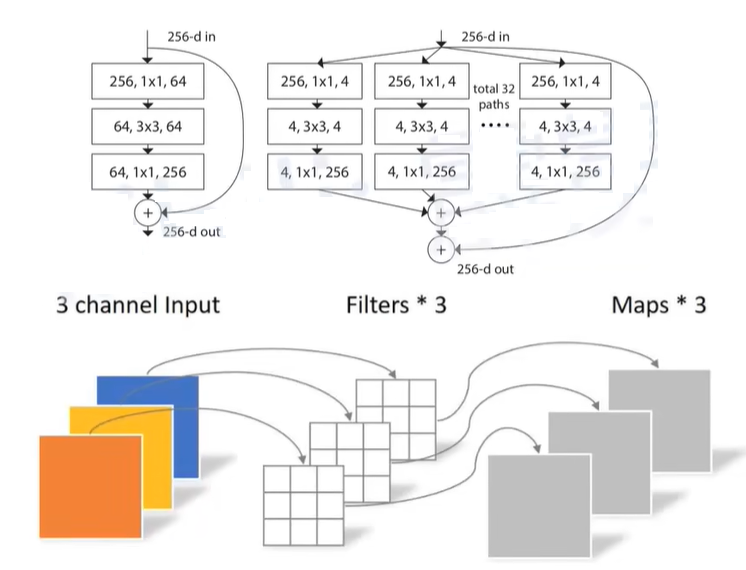 256-d in
256, 1x1, 64
64, 3x3, 64
64, 1x1, 256
+
256-d out
256-d in
256, 1x1, 4
256, 1x1, 4
total 32
paths
256, 1x1, 4
4, 3x3, 4
4, 3x3, 4
....
4, 3x3, 4
4, 1x1, 256
4, 1x1, 256
4, 1x1, 256
+
+
256-d out
3 channel Input
Filters * 3
Maps * 3